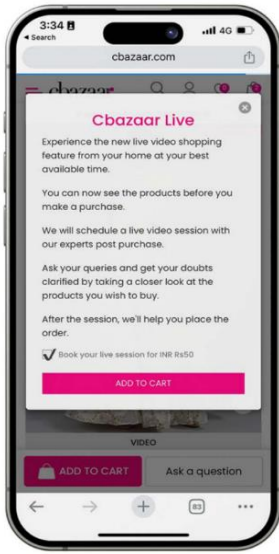 3:34
.ull 4G
◀ Search
cbazaar.com
cbazaar
Cbazaar Live
Experience the new live video shopping
feature from your home at your best
available time.
You can now see the products before you
make a purchase.
We will schedule a live video session with
our experts post purchase.
Ask your queries and get your doubts
clarified by taking a closer look at the
products you wish to buy.
After the session, we'll help you place the
order.
Book your live session for INR Rs50
ADD TO CART
VIDEO
ADD TO CART
Ask a question
83